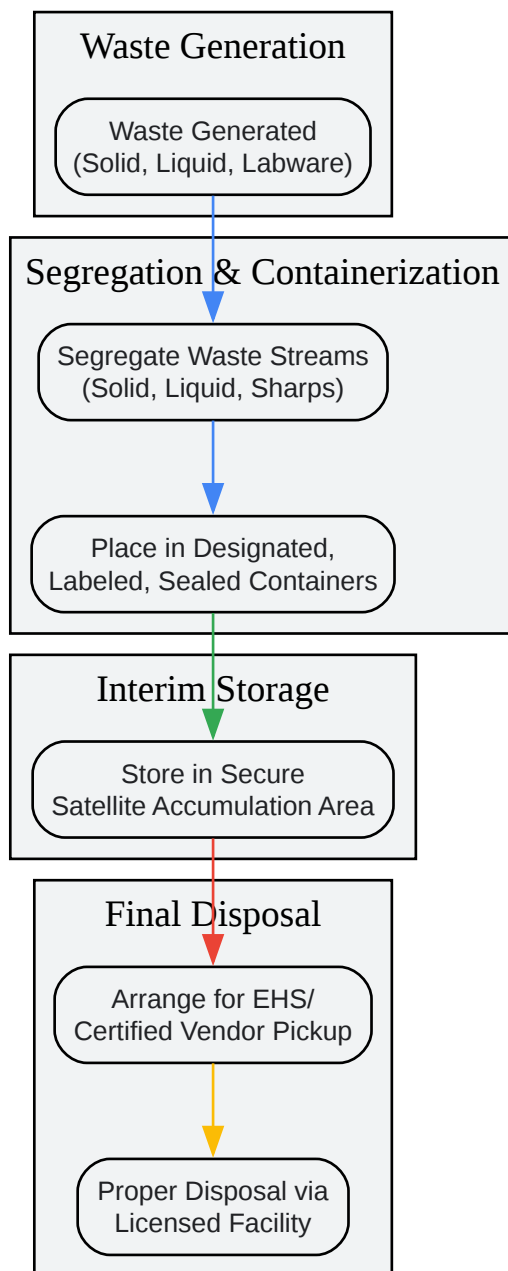 Waste Generation
Waste Generated
(Solid, Liquid, Labware)
Segregation & Containerization
Segregate Waste Streams
(Solid, Liquid, Sharps)
Place in Designated,
Labeled, Sealed Containers
Interim Storage
Store in Secure
Satellite Accumulation Area
Final Disposal
Arrange for EHS/
Certified Vendor Pickup
Proper Disposal via
Licensed Facility